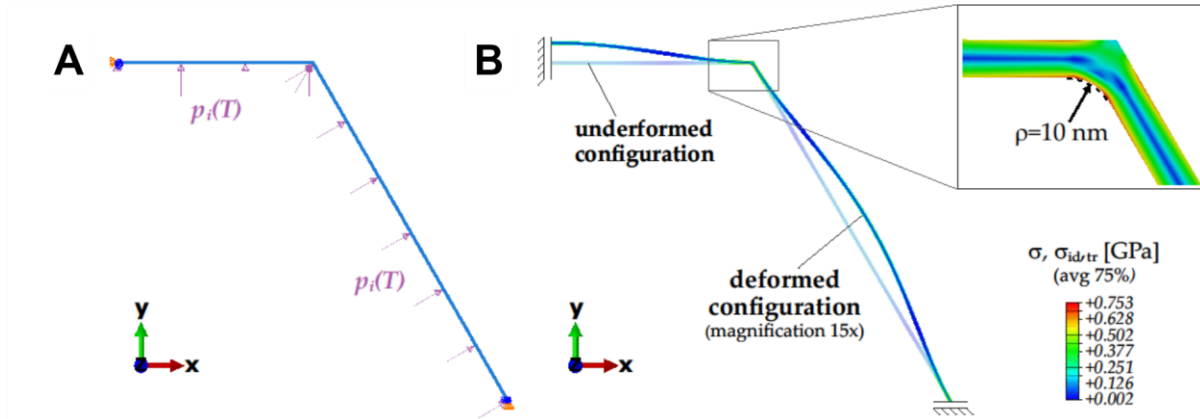 A
pᵢ(T)
pᵢ(T)
y
x
B
underformed
configuration
ρ=10 nm
deformed
configuration
(magnification 15x)
y
x
σ, σid,tr [GPa]
(avg 75%)
+0.753
+0.628
+0.502
+0.377
+0.251
+0.126
+0.002